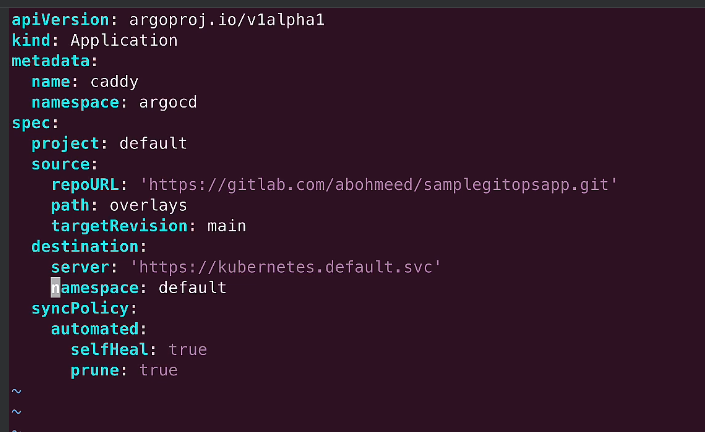 apiVersion: argoproj.io/v1alpha1
kind: Application
metadata:
  name: caddy
  namespace: argocd
spec:
  project: default
  source:
    repoURL: 'https://gitlab.com/abohmeed/samplegitopsapp.git'
    path: overlays
    targetRevision: main
  destination:
    server: 'https://kubernetes.default.svc'
    namespace: default
  syncPolicy:
    automated:
      selfHeal: true
      prune: true
~
~
~